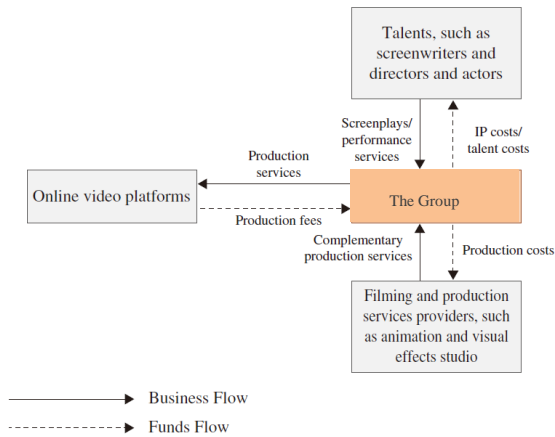 Talents, such as
screenwriters and
directors and actors
Screenplays/
performance
services
IP costs/
talent costs
Production
services
Online video platforms
The Group
Production fees
Complementary
production services
Production costs
Filming and production
services providers, such
as animation and visual
effects studio
Business Flow
Funds Flow